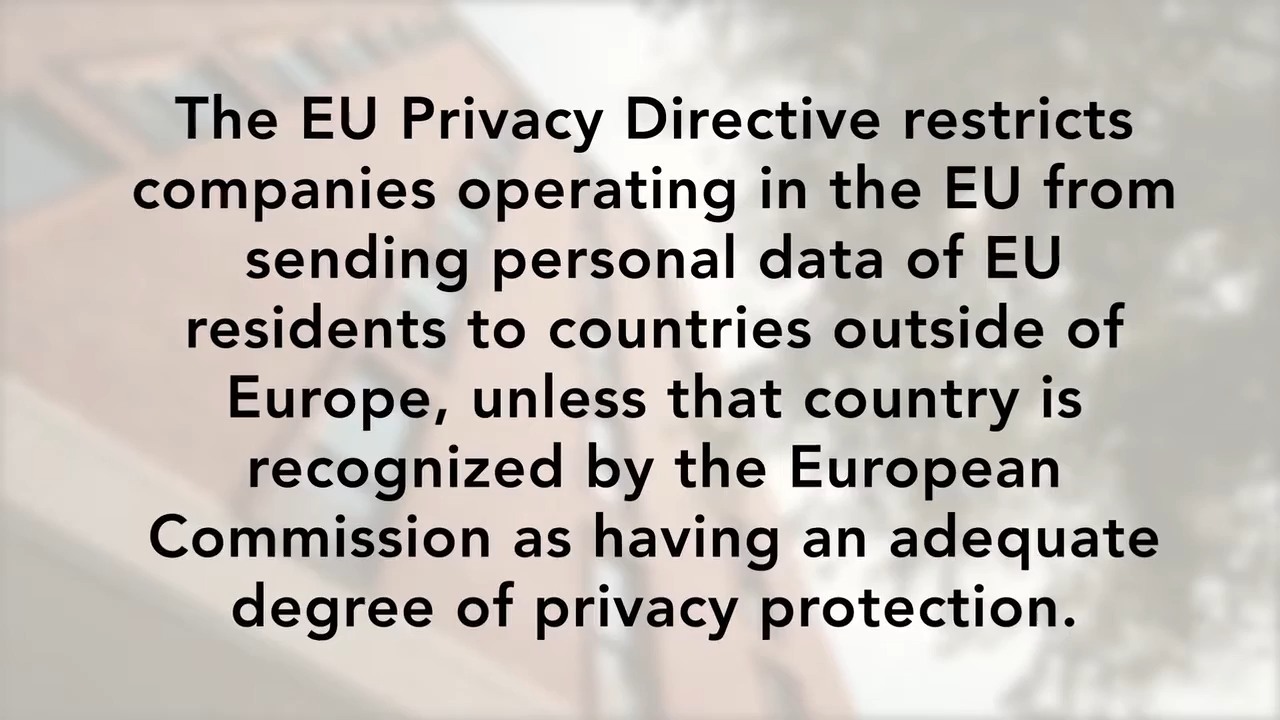 The EU Privacy Directive restricts
companies operating in the EU from
sending personal data of EU
residents to countries outside of
Europe, unless that country is
recognized by the European
Commission as having an adequate
degree of privacy protection.